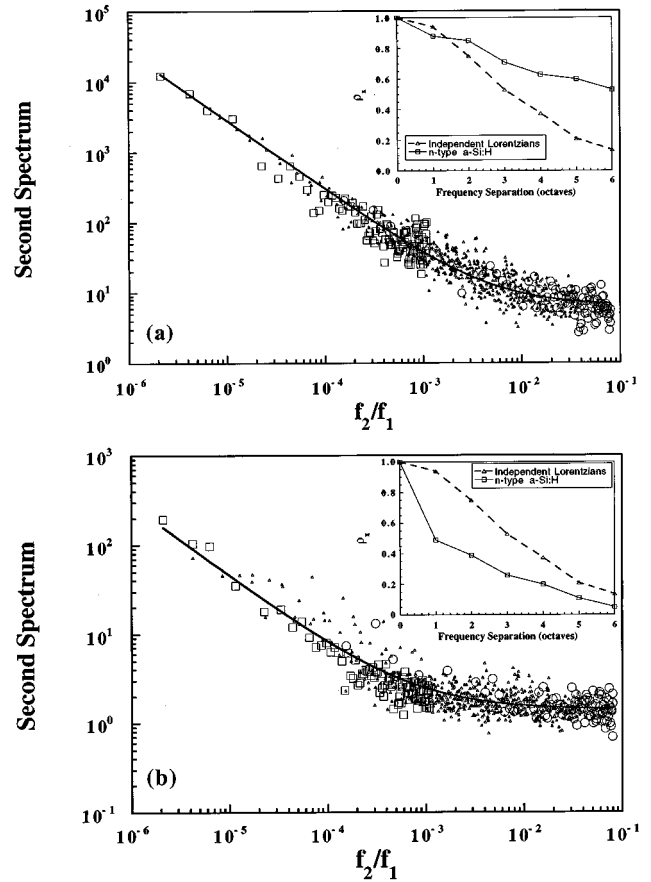 10^5
10^4
10^3
10^2
10^1
10^0
Second Spectrum
(a)
10^-6 10^-5 10^-4 10^-3 10^-2 10^-1
f_2/f_1
1.0
0.8
0.6
0.4
0.2
0.0
ρ_x
Independent Lorentzians
n-type a-Si:H
0 1 2 3 4 5 6
Frequency Separation (octaves)
10^3
10^2
10^1
10^0
10^-1
Second Spectrum
(b)
10^-6 10^-5 10^-4 10^-3 10^-2 10^-1
f_2/f_1
1.0
0.8
0.6
0.4
0.2
0
ρ_x
Independent Lorentzians
n-type a-Si:H
0 1 2 3 4 5 6
Frequency Separation (octaves)